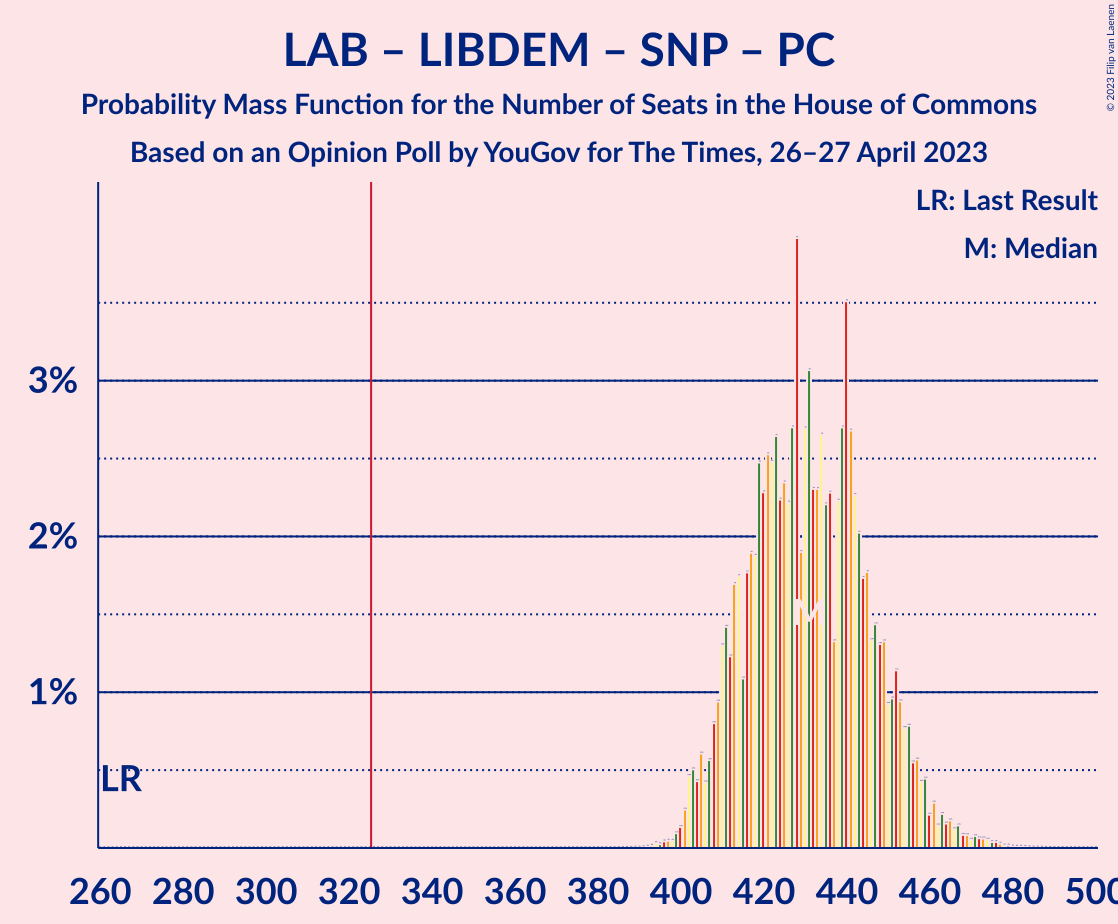 LAB – LIBDEM – SNP – PC
Probability Mass Function for the Number of Seats in the House of Commons
Based on an Opinion Poll by YouGov for The Times, 26–27 April 2023
© 2023 Filip van Laenen
LR: Last Result
M: Median
3%
2%
1%
M
LR
260 280 300 320 340 360 380 400 420 440 460 480 500